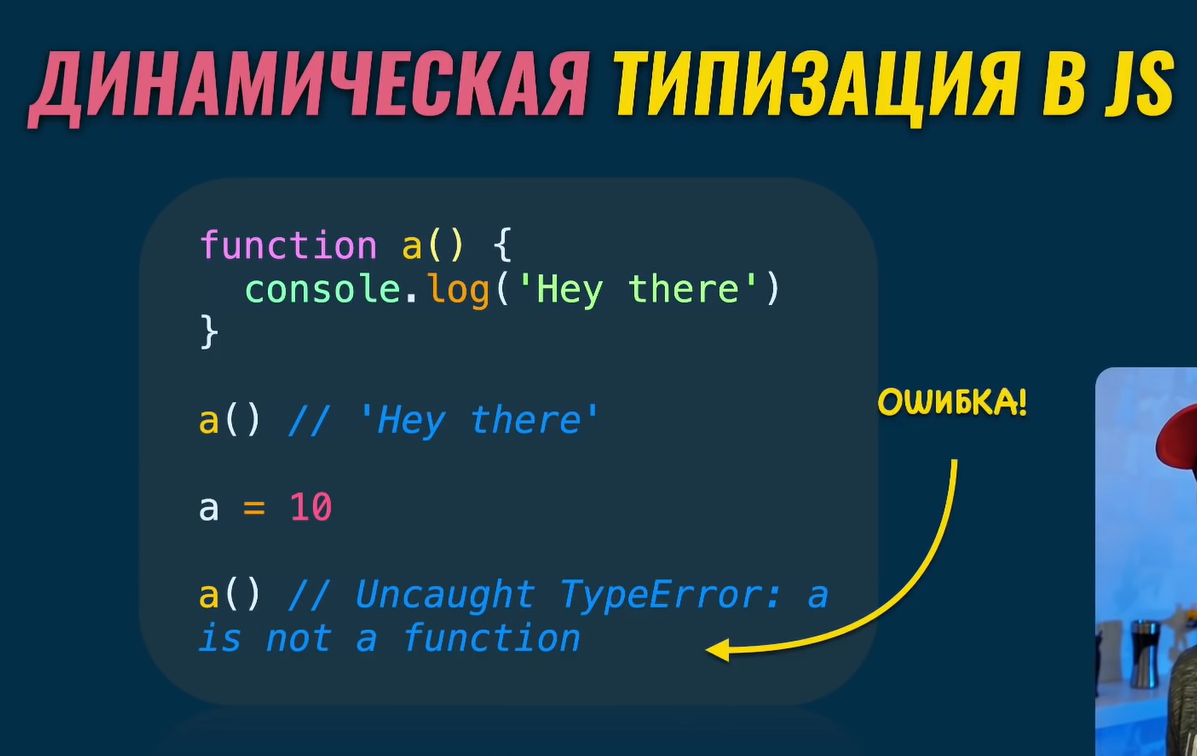 ДИНАМИЧЕСКАЯ ТИПИЗАЦИЯ В JS
function a() {
  console.log('Hey there')
}
a() // 'Hey there'
ОШИБКА!
a = 10
a() // Uncaught TypeError: a
is not a function